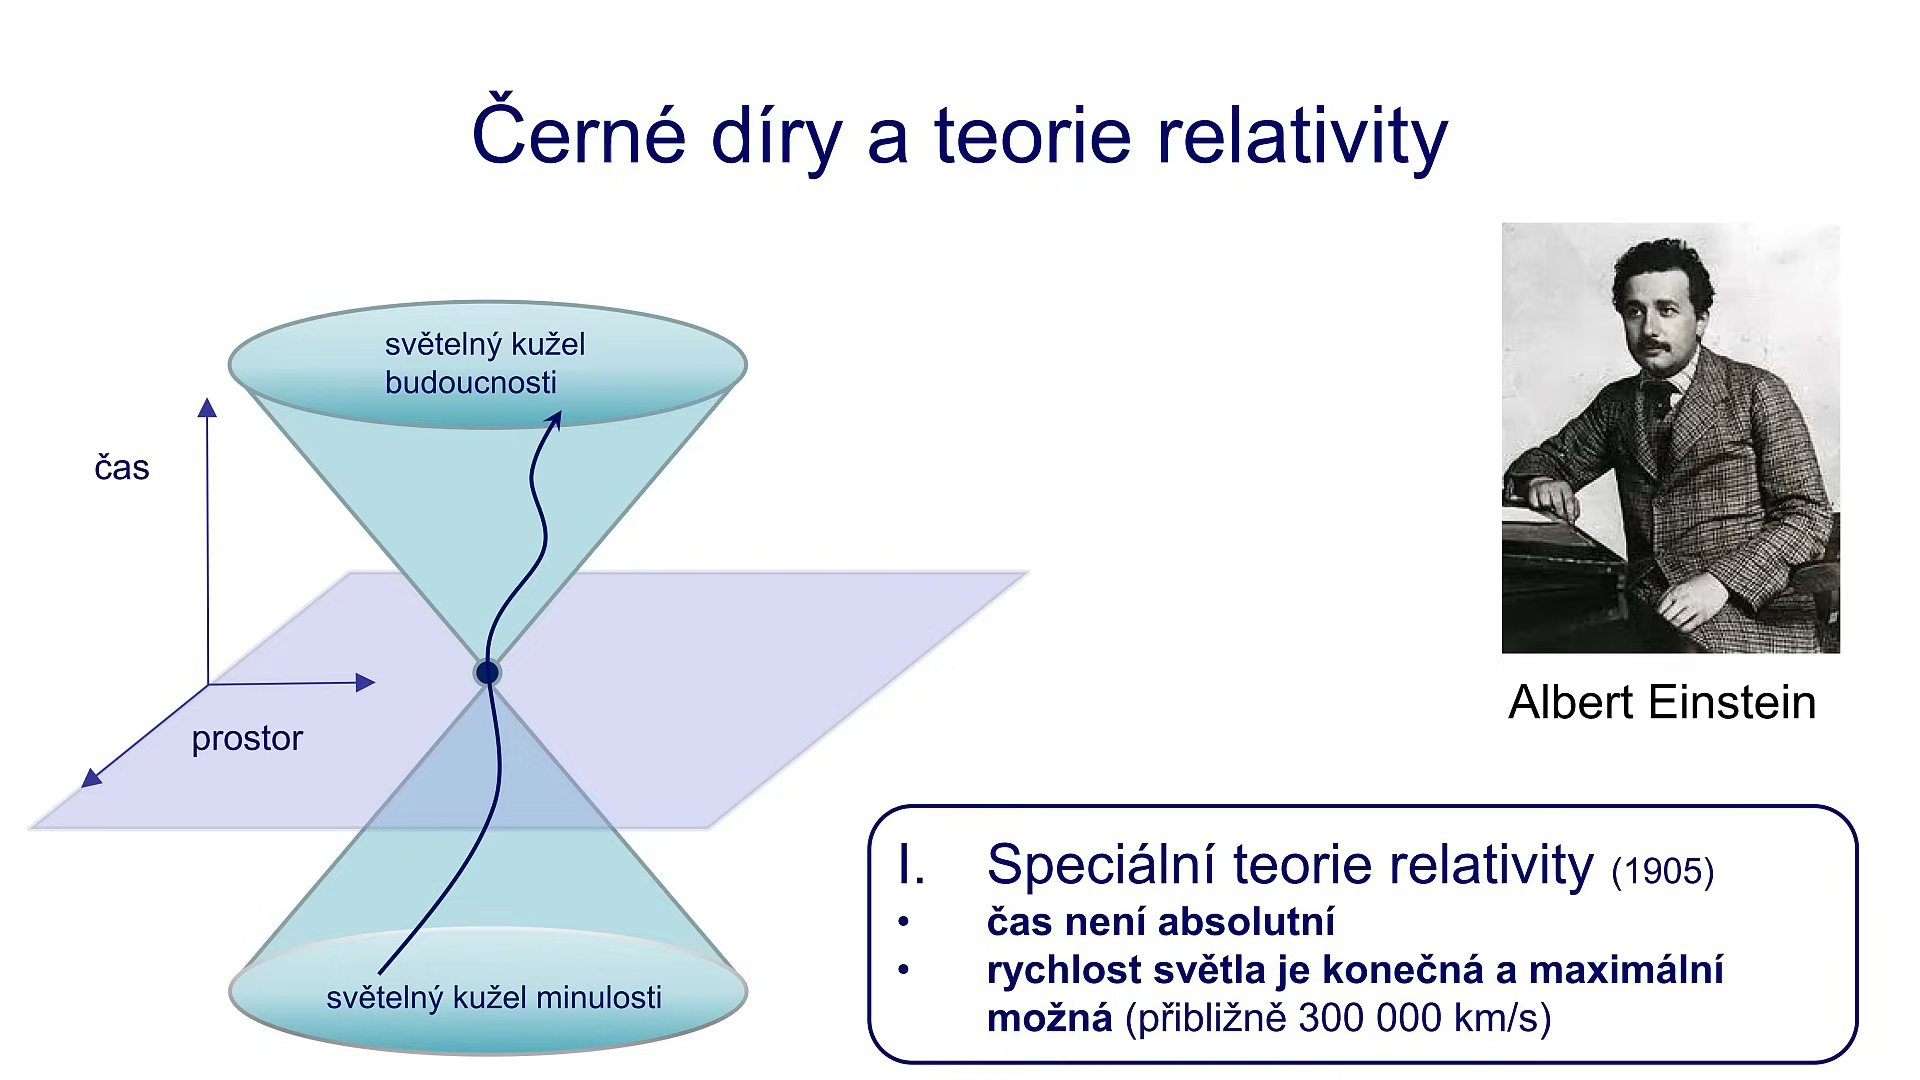 Černé díry a teorie relativity
světelný kužel
budoucnosti
čas
prostor
světelný kužel minulosti
Albert Einstein
I. Speciální teorie relativity (1905)
• čas není absolutní
• rychlost světla je konečná a maximální
možná (přibližně 300 000 km/s)